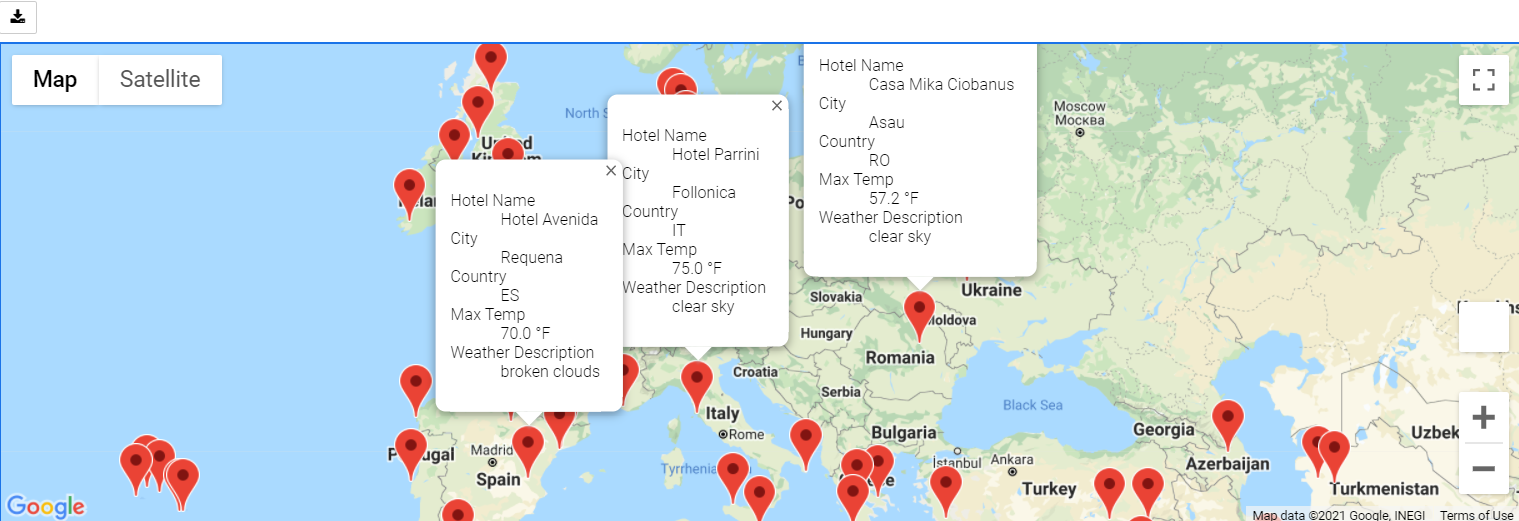 Map
Satellite
Hotel Name
Casa Mika Ciobanus
City
Asau
Country
RO
Max Temp
57.2 °F
Weather Description
clear sky
Hotel Name
Hotel Parrini
City
Follonica
Country
IT
Max Temp
75.0 °F
Weather Description
clear sky
Hotel Name
Hotel Avenida
City
Requena
Country
ES
Max Temp
70.0 °F
Weather Description
broken clouds
North S
United
Kingdom
Moscow
Москва
Ukraine
Slovakia
Moldova
Hungary
Romania
Croatia
Serbia
Italy
Rome
Black Sea
Bulgaria
Georgia
Uzbek
Portugal
Madrid
Spain
Tyrrhenia
İstanbul
Ankara
Azerbaijan
Turkey
Turkmenistan
Google
Map data ©2021 Google, INEGI
Terms of Use